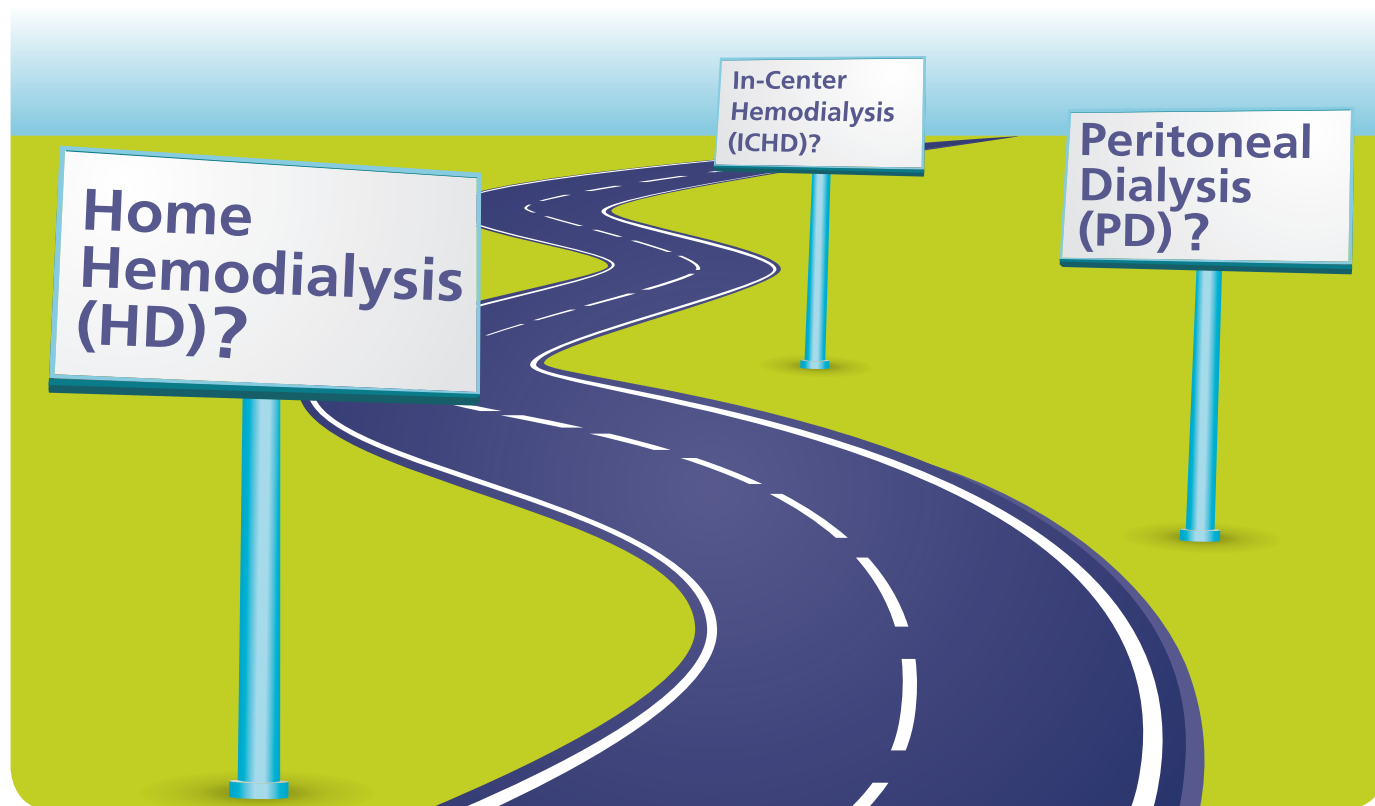 Home
Hemodialysis
(HD)?
In-Center
Hemodialysis
(ICHD)?
Peritoneal
Dialysis
(PD) ?